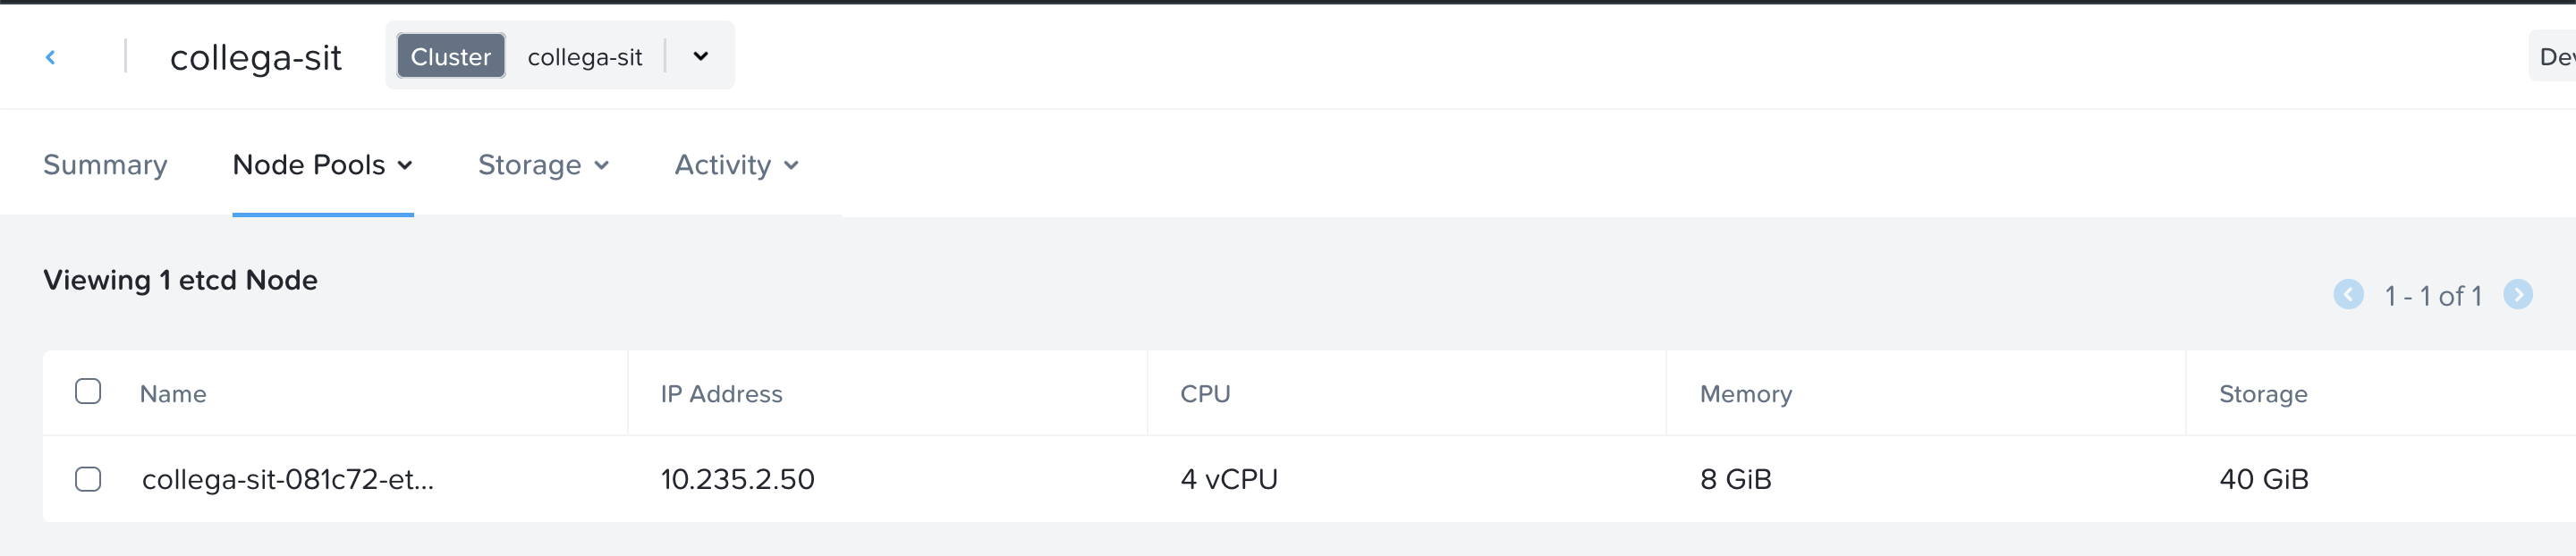 collega-sit Cluster collega-sit
Summary Node Pools Storage Activity
Viewing 1 etcd Node
1 - 1 of 1
Name IP Address CPU Memory Storage
collega-sit-081c72-et... 10.235.2.50 4 vCPU 8 GiB 40 GiB